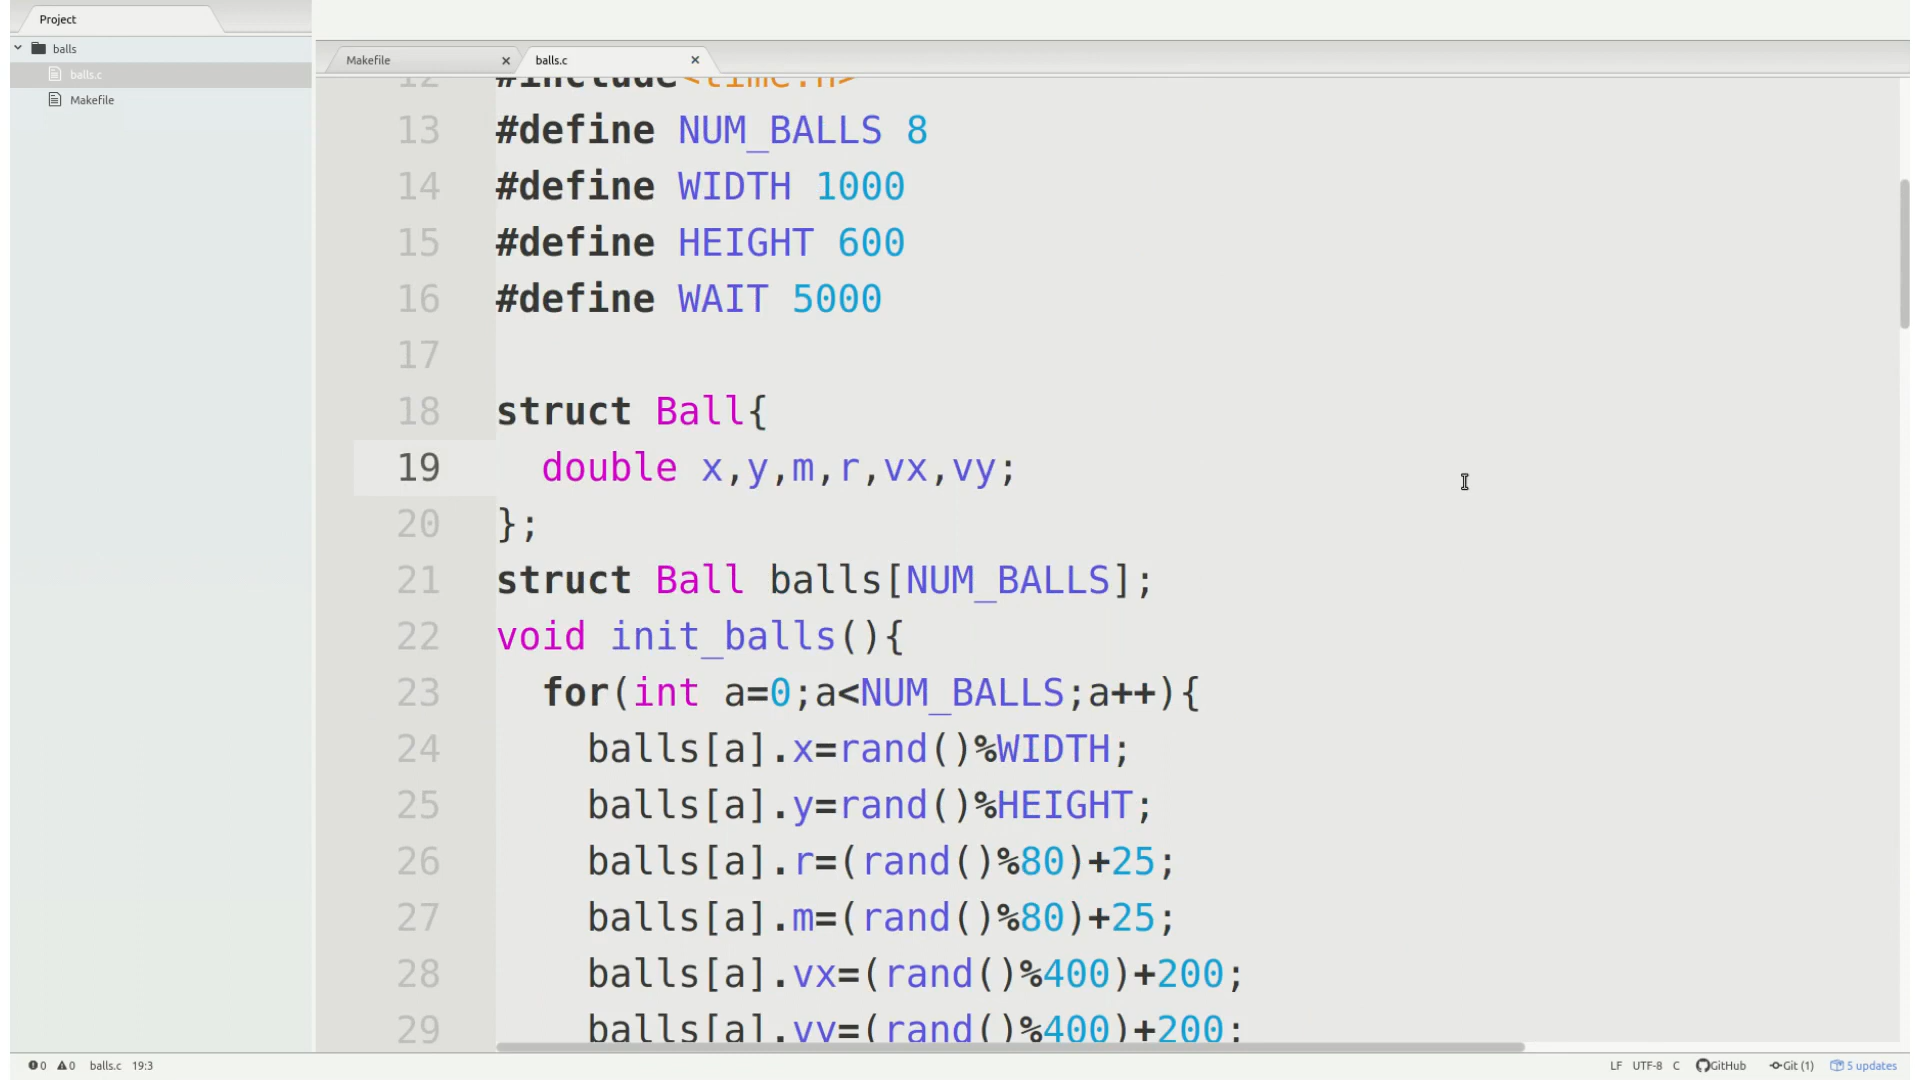 Project
balls
balls.c
Makefile
Makefile
balls.c
12 #include<time.h>
13 #define NUM_BALLS 8
14 #define WIDTH 1000
15 #define HEIGHT 600
16 #define WAIT 5000
17
18 struct Ball{
19 double x,y,m,r,vx,vy;
20 };
21 struct Ball balls[NUM_BALLS];
22 void init_balls(){
23 for(int a=0;a<NUM_BALLS;a++){
24 balls[a].x=rand()%WIDTH;
25 balls[a].y=rand()%HEIGHT;
26 balls[a].r=(rand()%80)+25;
27 balls[a].m=(rand()%80)+25;
28 balls[a].vx=(rand()%400)+200;
29 balls[a].vy=(rand()%400)+200;
0 0 balls.c 19:3 LF UTF-8 C GitHub Git (1) 5 updates